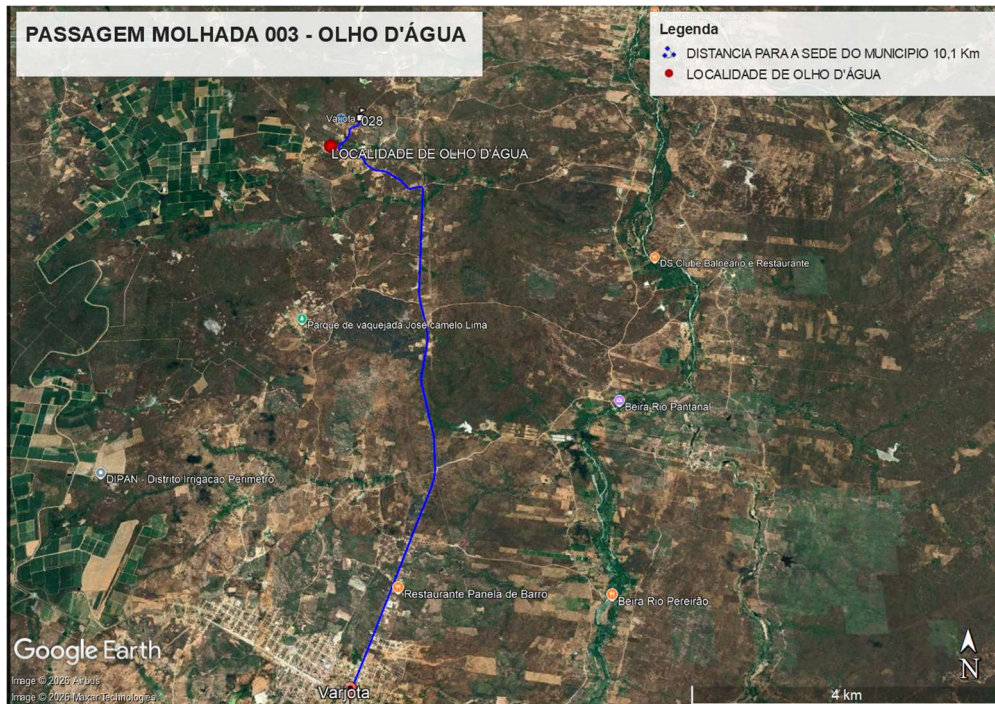 PASSAGEM MOLHADA 003 - OLHO D'ÁGUA
Legenda
DISTANCIA PARA A SEDE DO MUNICIPIO 10,1 Km
LOCALIDADE DE OLHO D'ÁGUA
Varjota
028
LOCALIDADE DE OLHO D'ÁGUA
DS Clube Balneário e Restaurante
Parque de vaquejada José camelo Lima
Beira Rio Pantanal
DIPAN - Distrito Irrigacao Perimetro
Restaurante Panela de Barro
Beira Rio Pereirão
Google Earth
Image © 2026 Airbus
Image © 2026 Maxar Technologies
Varjota
4 km
N